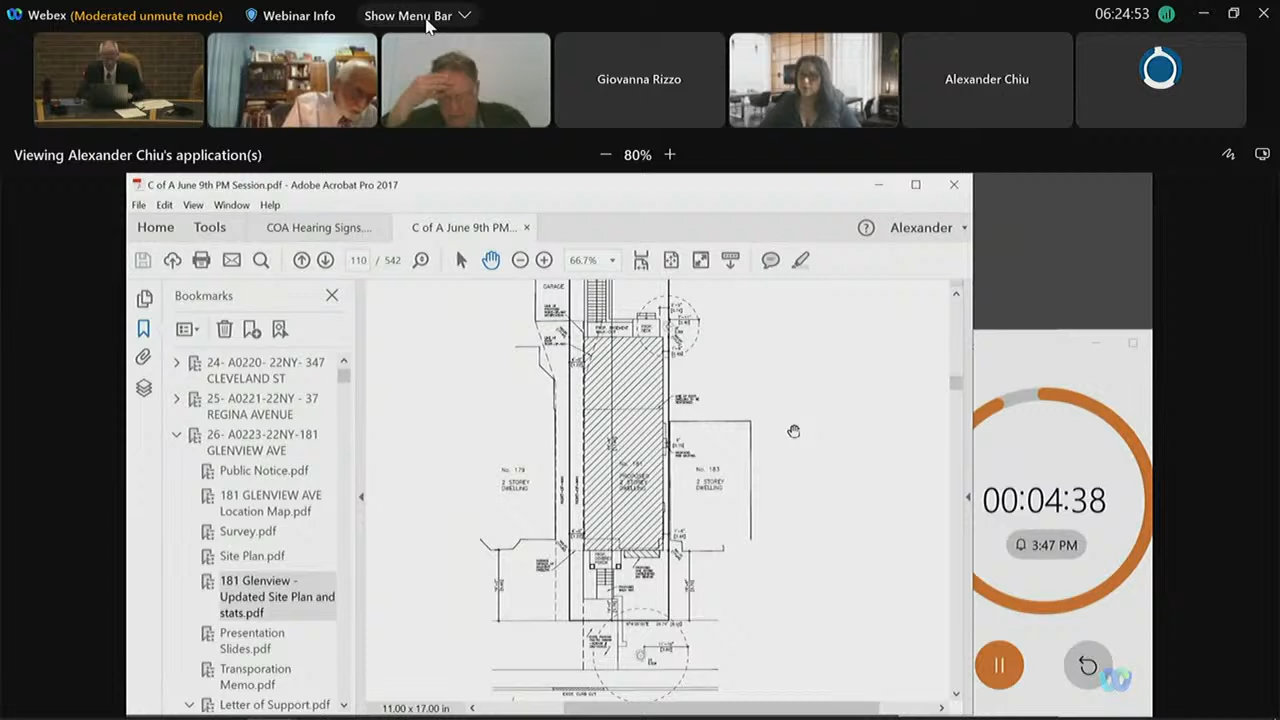 Webex (Moderated unmute mode) Webinar Info Show Menu Bar 06:24:53
Giovanna Rizzo
Alexander Chiu
Viewing Alexander Chiu's application(s) 80%
C of A June 9th PM Session.pdf - Adobe Acrobat Pro 2017
File Edit View Window Help
Home Tools COA Hearing Signs.... C of A June 9th PM... × Alexander
110 / 542 66.7%
Bookmarks
24- A0220- 22NY- 347
CLEVELAND ST
25- A0221-22NY - 37
REGINA AVENUE
26- A0223-22NY-181
GLENVIEW AVE
Public Notice.pdf
181 GLENVIEW AVE
Location Map.pdf
Survey.pdf
Site Plan.pdf
181 Glenview -
Updated Site Plan and
stats.pdf
Presentation
Slides.pdf
Transporation
Memo.pdf
Letter of Support.pdf
GARAGE
No. 179
2 STOREY
DWELLING
No. 181
PROPOSED
2 STOREY
DWELLING
No. 183
2 STOREY
DWELLING
11.00 x 17.00 in
00:04:38
3:47 PM